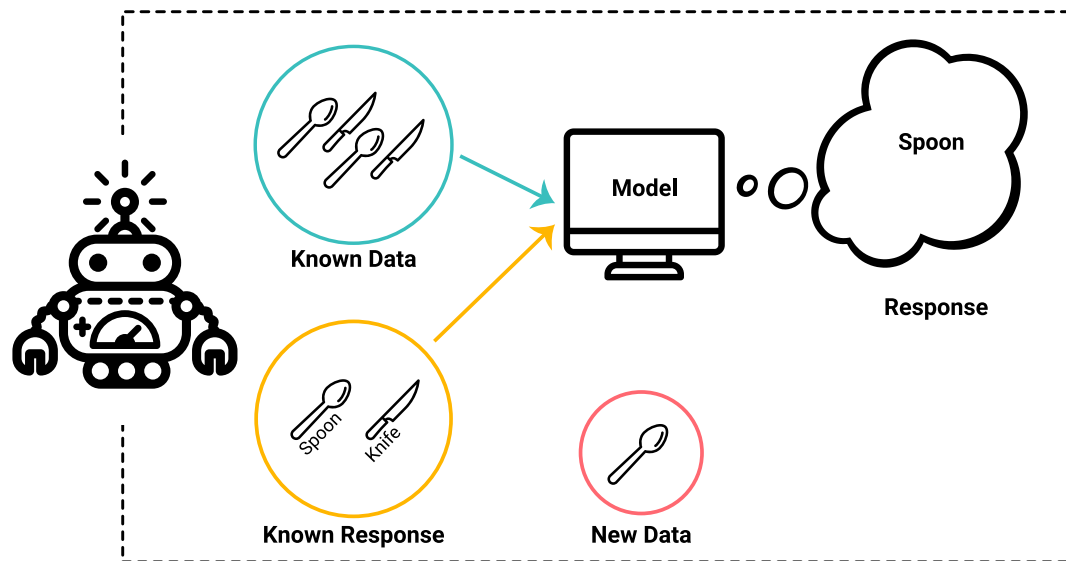 Spoon
Model
Known Data
Response
Spoon
Knife
Known Response
New Data